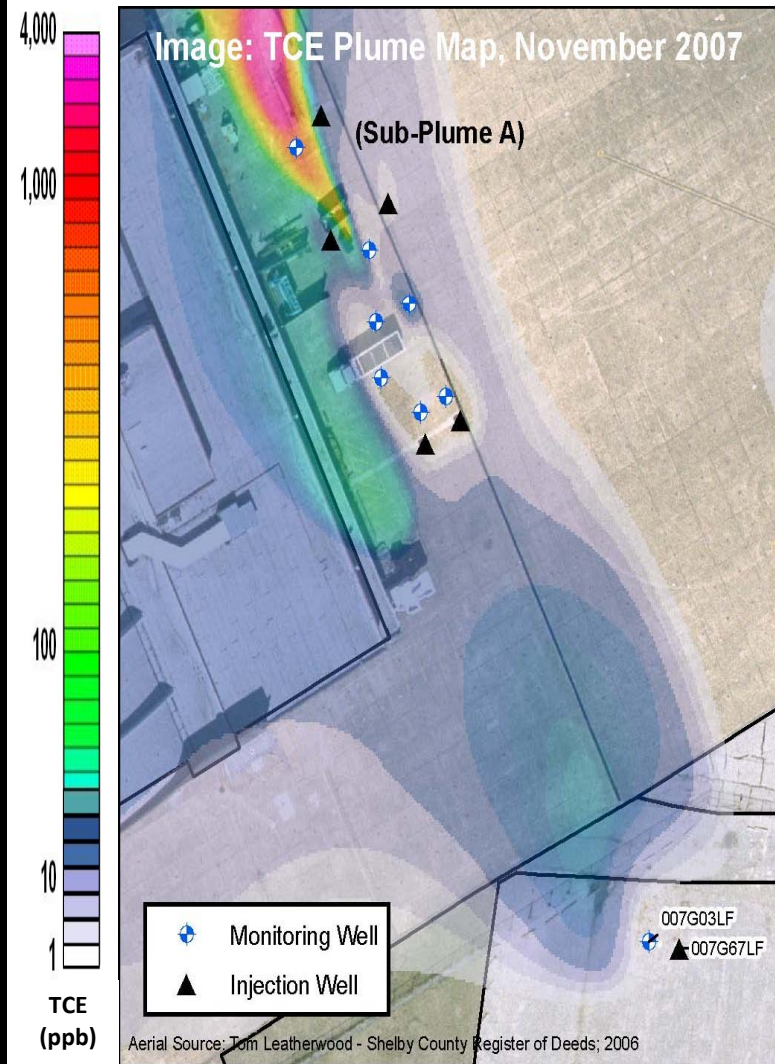 Image: TCE Plume Map, November 2007
(Sub-Plume A)
4,000
1,000
100
10
1
TCE
(ppb)
007G03LF
007G67LF
Monitoring Well
Injection Well
Aerial Source: Tom Leatherwood - Shelby County Register of Deeds; 2006